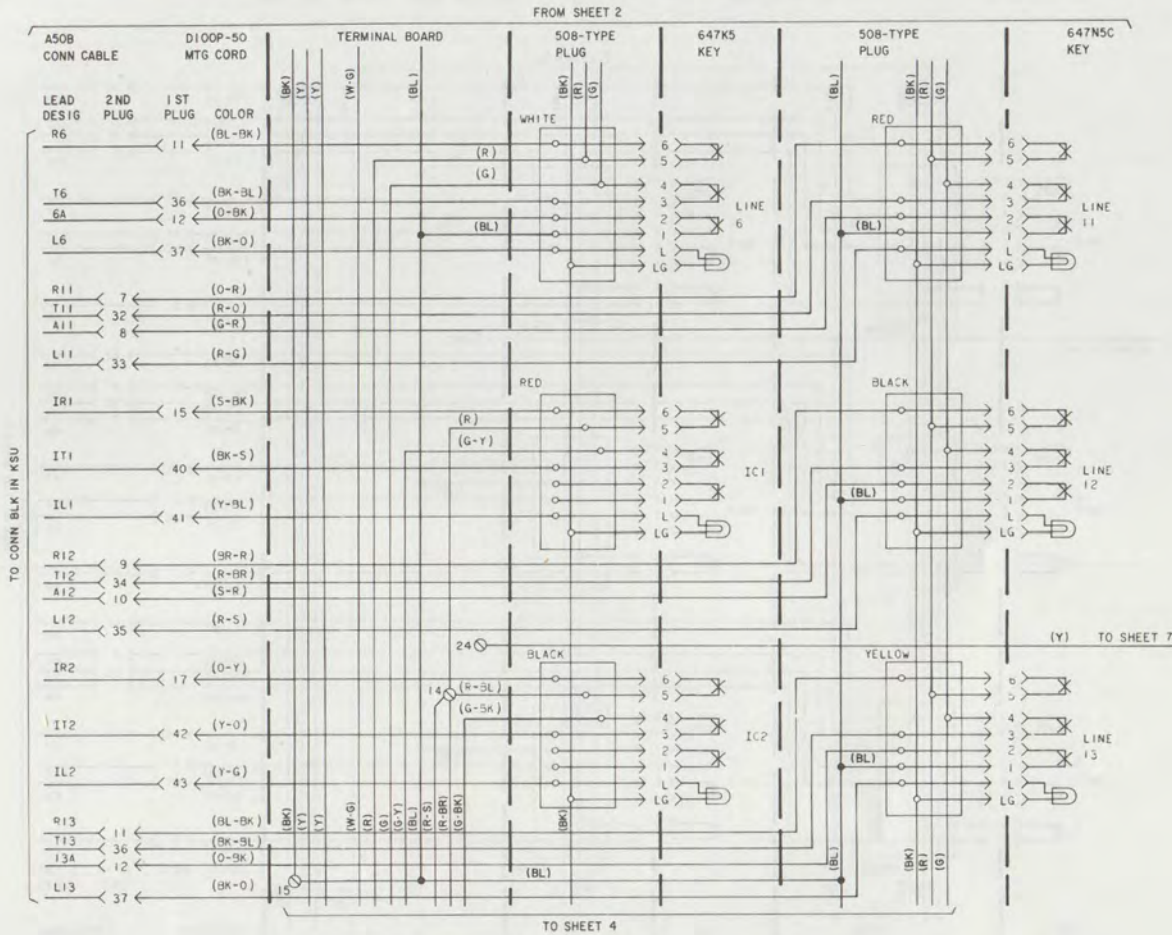 FROM SHEET 2
A50B CONN CABLE
D100P-50 MTG CORD
TERMINAL BOARD
508-TYPE PLUG
647K5 KEY
508-TYPE PLUG
647N5C KEY
(BK) (Y) (Y) (W-G) (BL) (BK) (R) (G) (BL) (BK) (R) (G)
LEAD DESIG
2ND PLUG
1ST PLUG
COLOR
TO CONN BLK IN KSU
R6 11 (BL-BK)
T6 36 (BK-BL)
6A 12 (O-BK)
L6 37 (BK-O)
WHITE
(R)
(G)
(BL)
6
5
4
3
2
1
L
LG
LINE 6
RED
(BL)
6
5
4
3
2
1
L
LG
LINE 11
R11 7 (O-R)
T11 32 (R-O)
A11 8 (G-R)
L11 33 (R-G)
IR1 15 (S-BK)
IT1 40 (BK-S)
IL1 41 (Y-BL)
RED
(R)
(G-Y)
6
5
4
3
2
1
L
LG
IC1
BLACK
(BL)
6
5
4
3
2
1
L
LG
LINE 12
R12 9 (BR-R)
T12 34 (R-BR)
A12 10 (S-R)
L12 35 (R-S)
24
(Y) TO SHEET 7
IR2 17 (O-Y)
IT2 42 (Y-O)
IL2 43 (Y-G)
BLACK
14
(R-BL)
(G-BK)
6
5
4
3
2
1
L
LG
IC2
YELLOW
(BL)
6
5
4
3
2
1
L
LG
LINE 13
R13 11 (BL-BK)
T13 36 (BK-BL)
13A 12 (O-BK)
L13 37 (BK-O)
(BK) (Y) (Y) (W-G) (R) (G) (G-Y) (BL) (R-S) (R-BR) (G-BK) (BK) (BL) (BK) (R) (G)
15
(BL)
TO SHEET 4